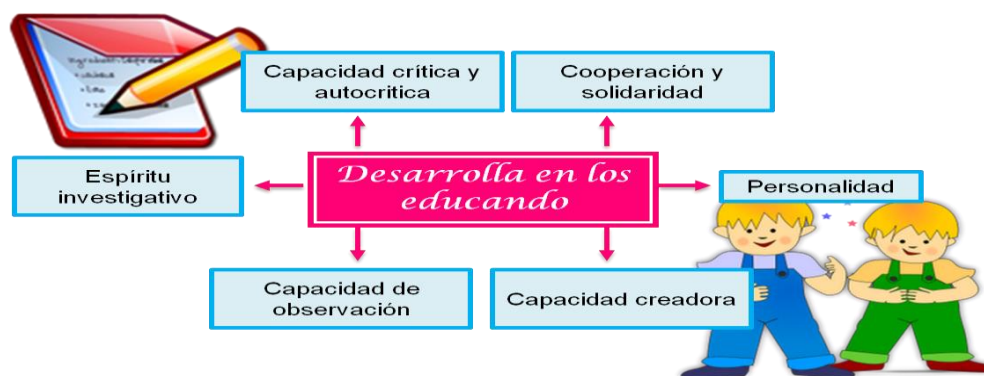 Capacidad crítica y
autocritica
Cooperación y
solidaridad
Espíritu
investigativo
Desarrolla en los
educando
Personalidad
Capacidad de
observación
Capacidad creadora